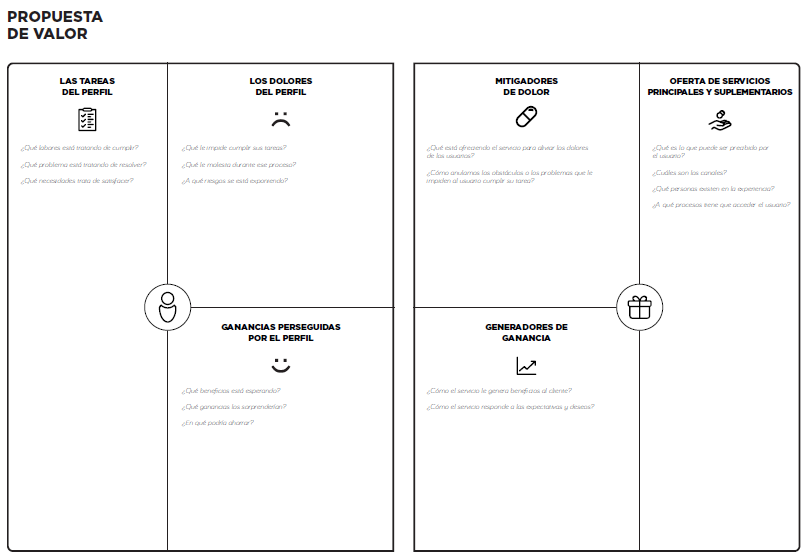 PROPUESTA
DE VALOR
LAS TAREAS
DEL PERFIL
¿Qué labores está tratando de cumplir?
¿Qué problema está tratando de resolver?
¿Qué necesidades trata de satisfacer?
LOS DOLORES
DEL PERFIL
¿Qué le impide cumplir sus tareas?
¿Qué le molesta durante ese proceso?
¿A qué riesgos se está exponiendo?
GANANCIAS PERSEGUIDAS
POR EL PERFIL
¿Qué beneficios está esperando?
¿Qué ganancias los sorprenderían?
¿En qué podría ahorrar?
MITIGADORES
DE DOLOR
¿Qué está ofreciendo el servicio para aliviar los dolores
de los usuarios?
¿Cómo anulamos los obstáculos o los problemas que le
impiden al usuario cumplir su tarea?
GENERADORES DE
GANANCIA
¿Cómo el servicio le genera beneficios al cliente?
¿Cómo el servicio responde a las expectativas y deseos?
OFERTA DE SERVICIOS
PRINCIPALES Y SUPLEMENTARIOS
¿Qué es lo que puede ser prestado por
el usuario?
¿Cuáles son los canales?
¿Qué personas existen en la experiencia?
¿A qué procesos tiene que acceder el usuario?